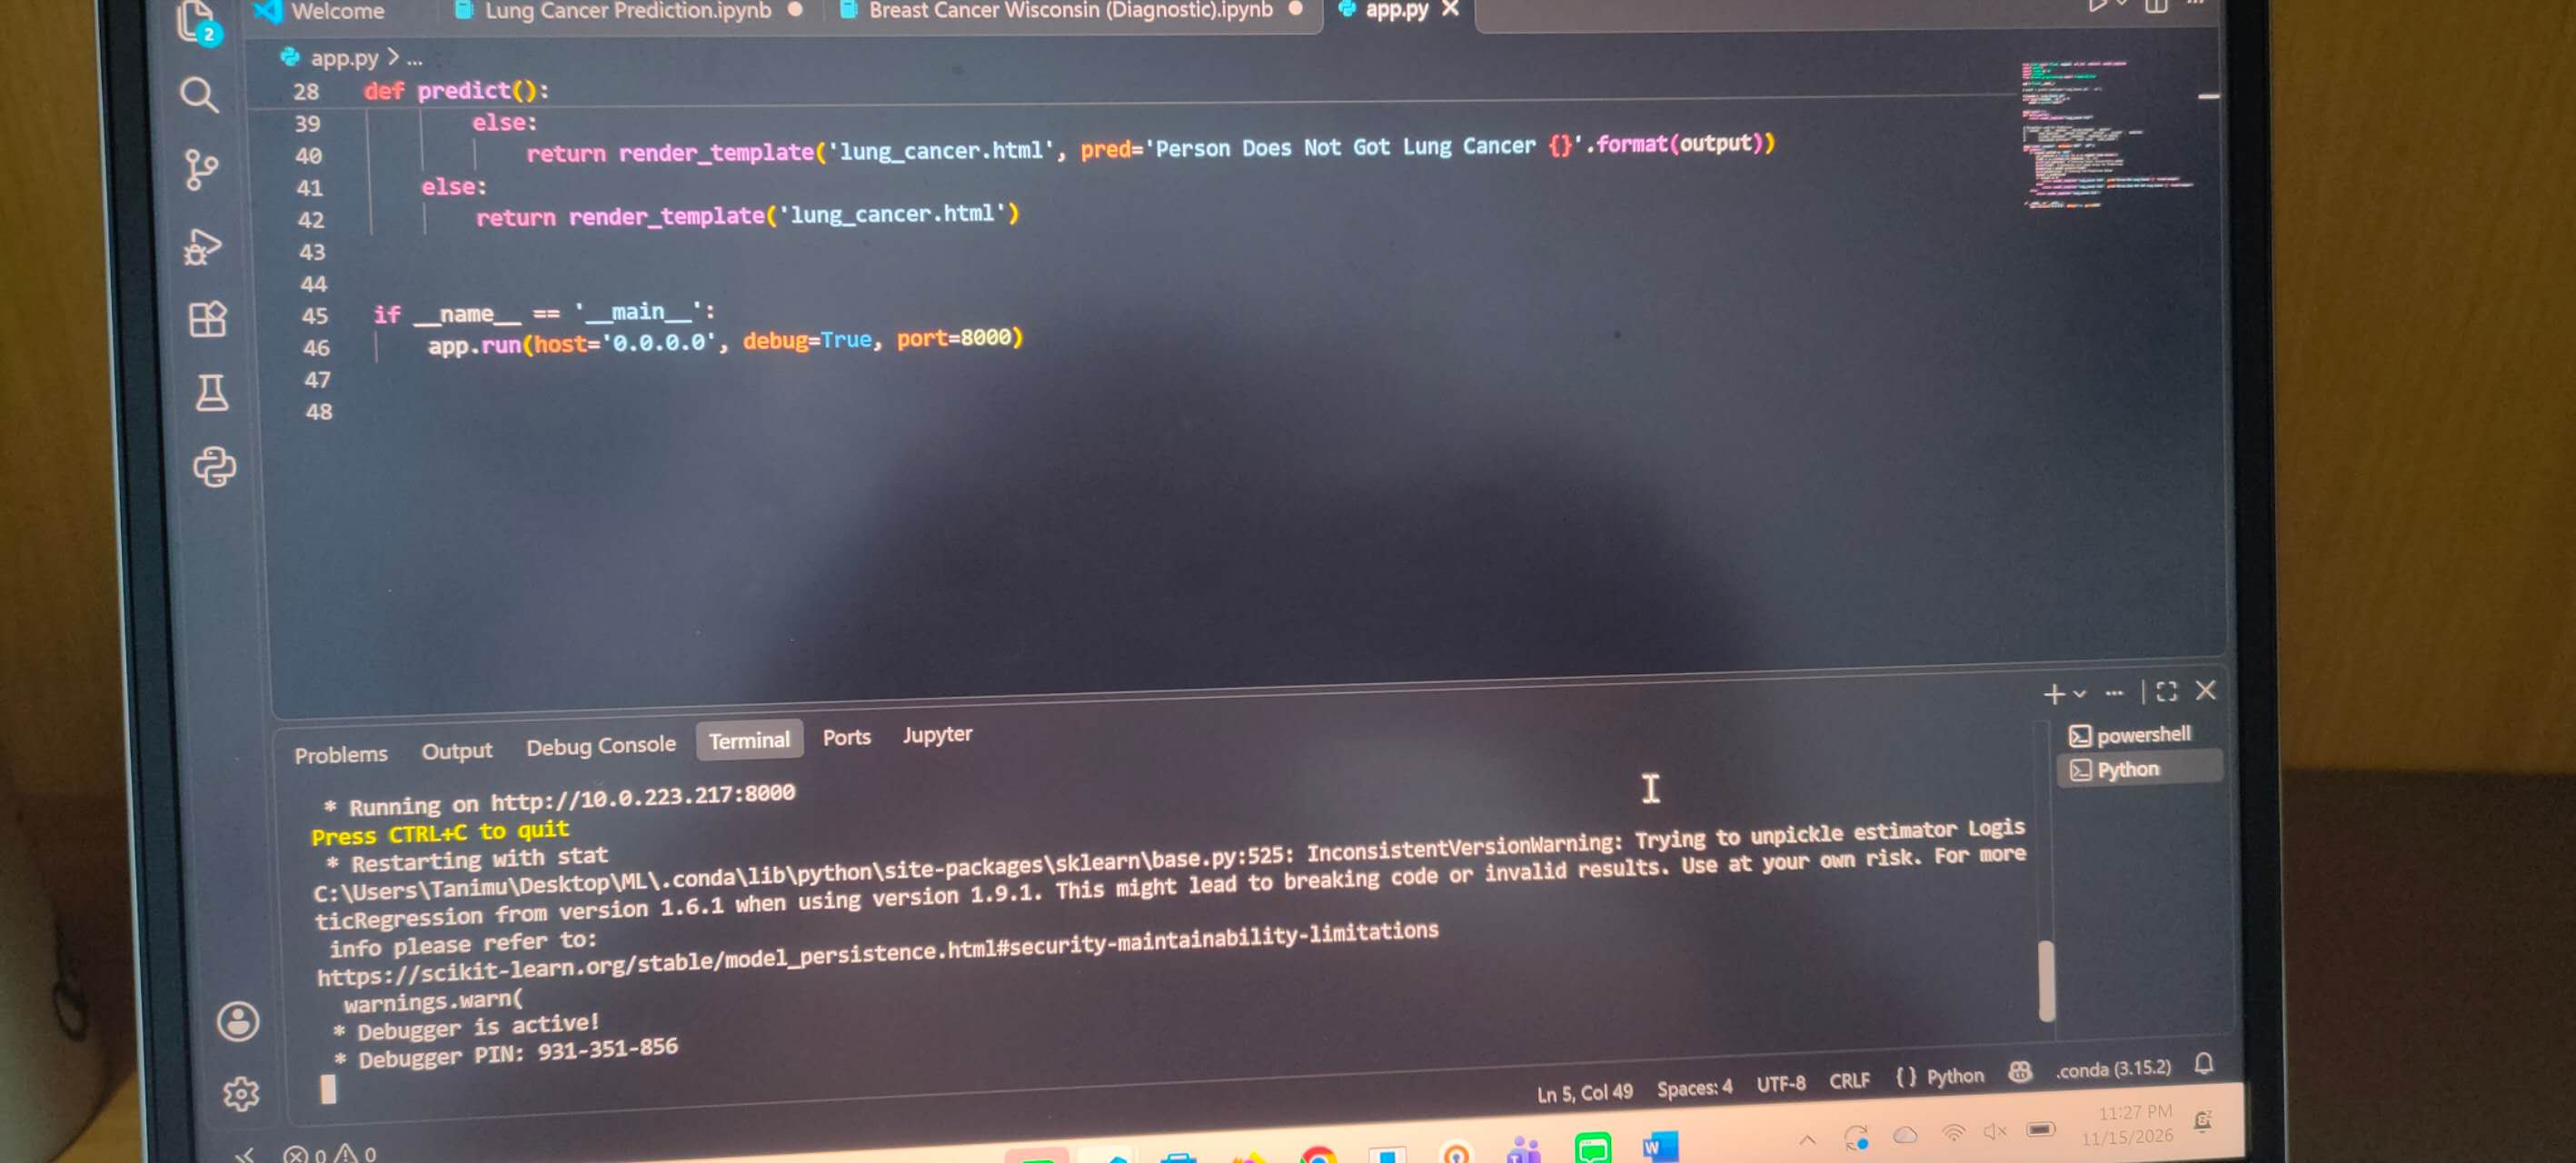 Welcome
Lung Cancer Prediction.ipynb
Breast Cancer Wisconsin (Diagnostic).ipynb
app.py
2
app.py > ...
28 def predict():
39 else:
40 return render_template('lung_cancer.html', pred='Person Does Not Got Lung Cancer {}'.format(output))
41 else:
42 return render_template('lung_cancer.html')
43
44
45 if __name__ == '__main__':
46 app.run(host='0.0.0.0', debug=True, port=8000)
47
48
Problems Output Debug Console Terminal Ports Jupyter
powershell
Python
* Running on http://10.0.223.217:8000
Press CTRL+C to quit
* Restarting with stat
C:\Users\Tanimu\Desktop\ML\.conda\lib\python\site-packages\sklearn\base.py:525: InconsistentVersionWarning: Trying to unpickle estimator Logis
ticRegression from version 1.6.1 when using version 1.9.1. This might lead to breaking code or invalid results. Use at your own risk. For more
info please refer to:
https://scikit-learn.org/stable/model_persistence.html#security-maintainability-limitations
warnings.warn(
* Debugger is active!
* Debugger PIN: 931-351-856
Ln 5, Col 49 Spaces: 4 UTF-8 CRLF {} Python .conda (3.15.2)
0 0
W
11:27 PM
11/15/2026